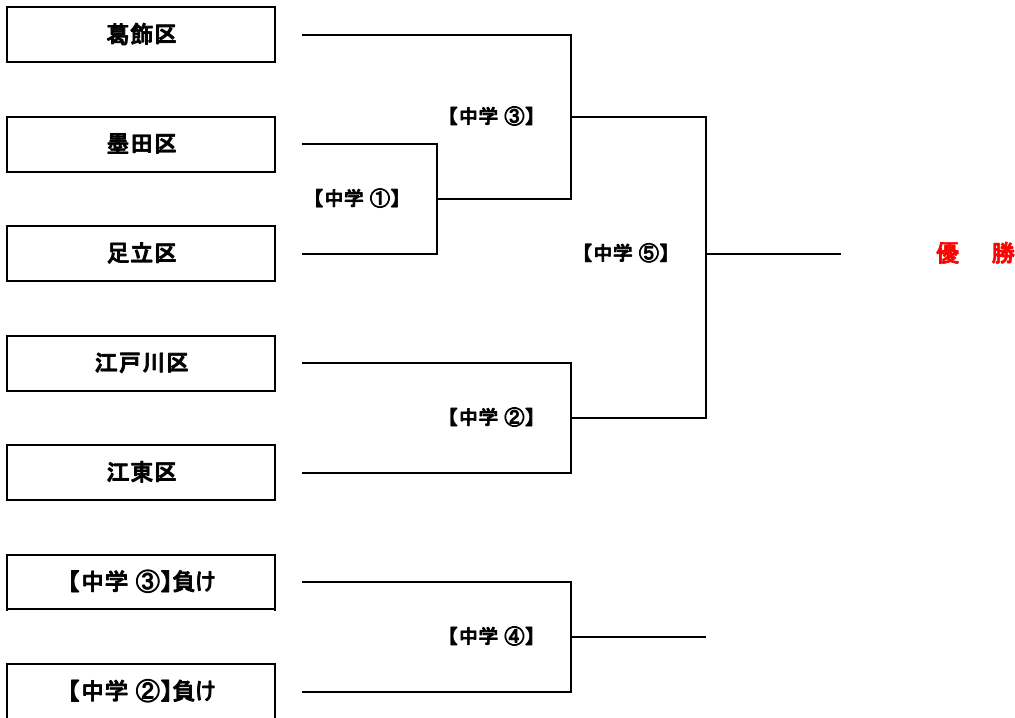 葛飾区
【中学 ③】
墨田区
【中学 ①】
足立区
【中学 ⑤】
優 勝
江戸川区
【中学 ②】
江東区
【中学 ③】負け
【中学 ④】
【中学 ②】負け